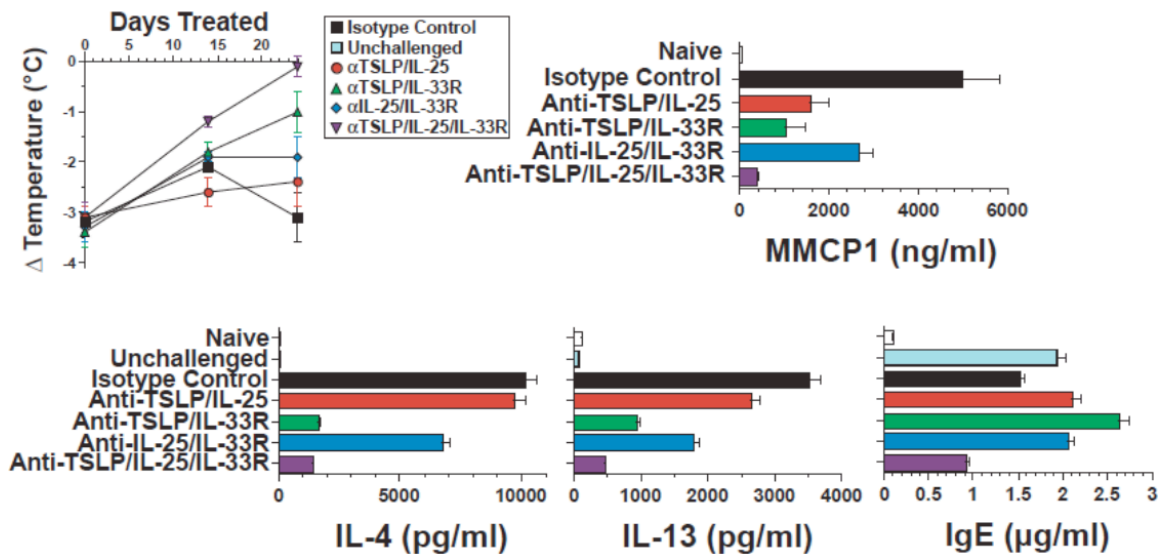 Days Treated
0 10 20
Δ Temperature (°C)
0
-1
-2
-3
-4
Isotype Control
Unchallenged
αTSLP/IL-25
αTSLP/IL-33R
αIL-25/IL-33R
αTSLP/IL-25/IL-33R
Naive
Isotype Control
Anti-TSLP/IL-25
Anti-TSLP/IL-33R
Anti-IL-25/IL-33R
Anti-TSLP/IL-25/IL-33R
0 2000 4000 6000
MMCP1 (ng/ml)
Naive
Unchallenged
Isotype Control
Anti-TSLP/IL-25
Anti-TSLP/IL-33R
Anti-IL-25/IL-33R
Anti-TSLP/IL-25/IL-33R
0 5000 10000
IL-4 (pg/ml)
0 1000 2000 3000 4000
IL-13 (pg/ml)
0 0.5 1 1.5 2 2.5 3
IgE (μg/ml)